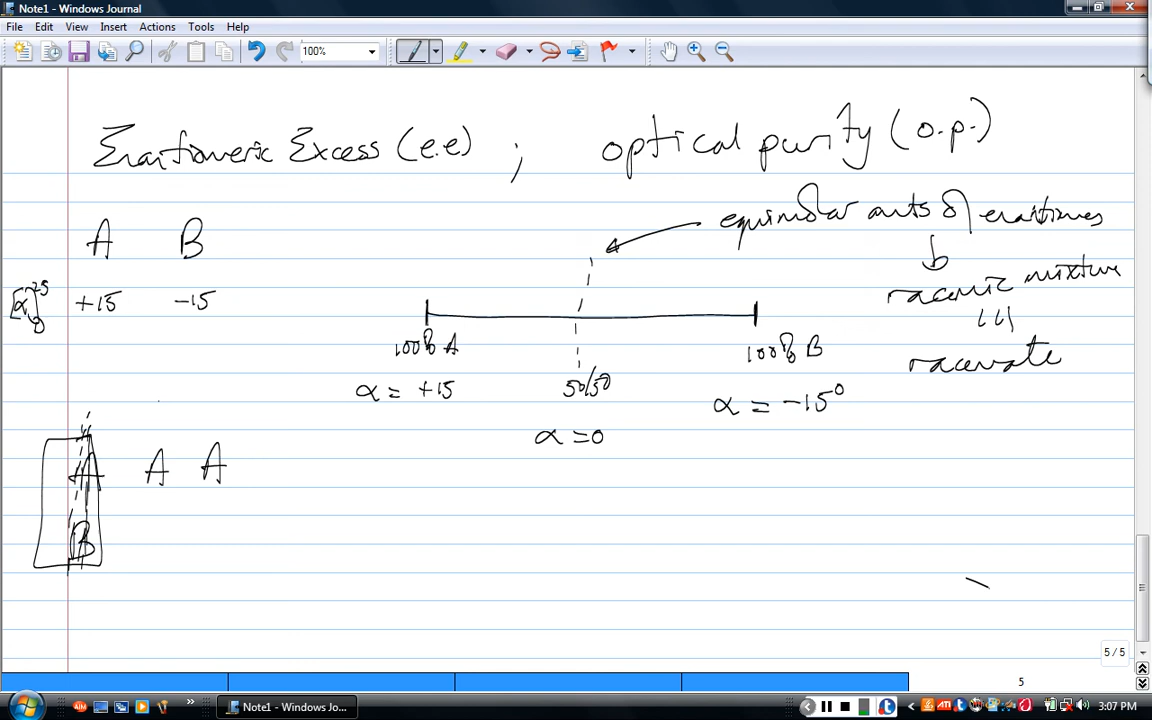 Note1 - Windows Journal
File Edit View Insert Actions Tools Help
100%
Enantiomeric Excess (e.e) ; optical purity (o.p.)
equimolar amts of enantiomers
A B
racemic mixture
[α]25D +15 -15
(()
racemate
100% A 100% B
α = +15 50/50 α = -15°
α = 0
A A A
B
5 / 5
5
Note1 - Windows Jo...
3:07 PM